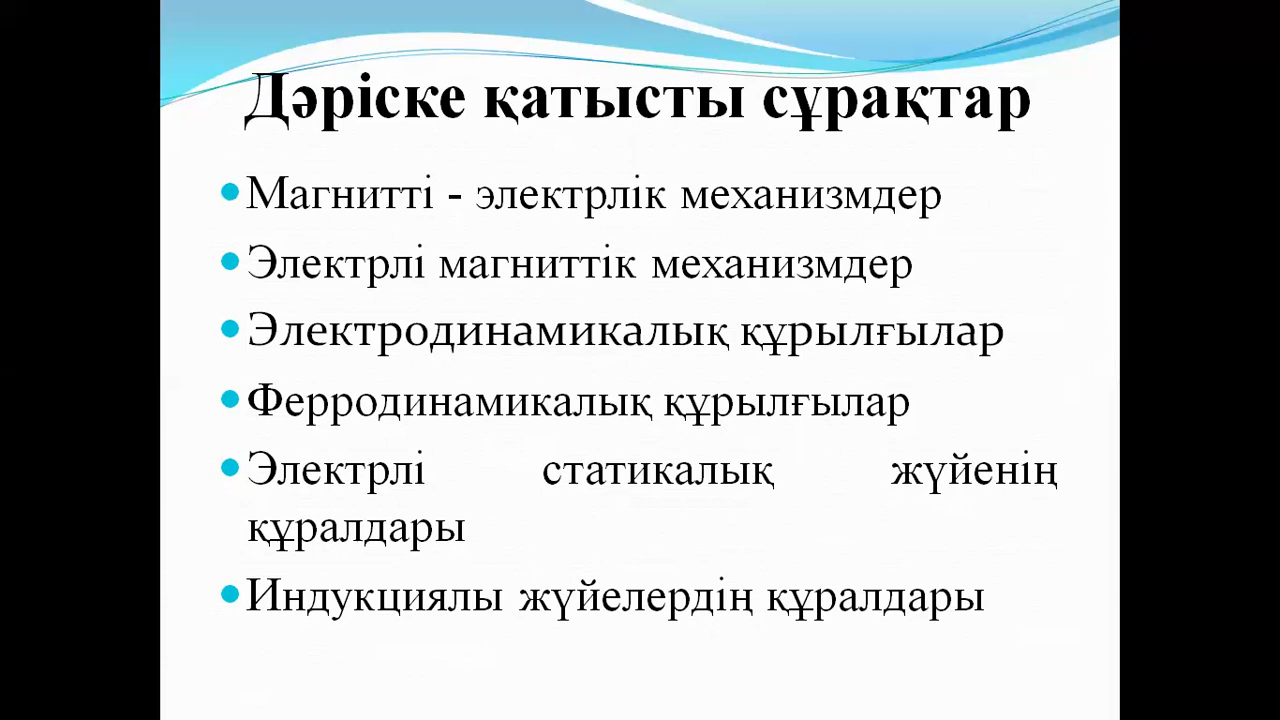 Дәріске қатысты сұрақтар
Магнитті - электрлік механизмдер
Электрлі магниттік механизмдер
Электродинамикалық құрылғылар
Ферродинамикалық құрылғылар
Электрлі статикалық жүйенің
құралдары
Индукциялы жүйелердің құралдары